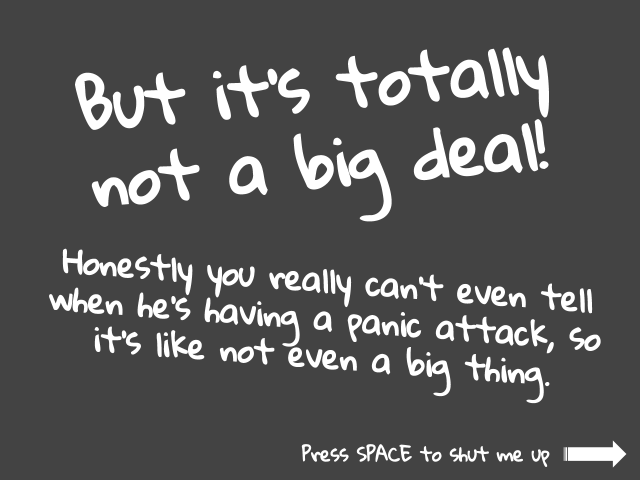 But it's totally
not a big deal!
Honestly you really can't even tell
when he's having a panic attack, so
it's like not even a big thing.
Press SPACE to shut me up